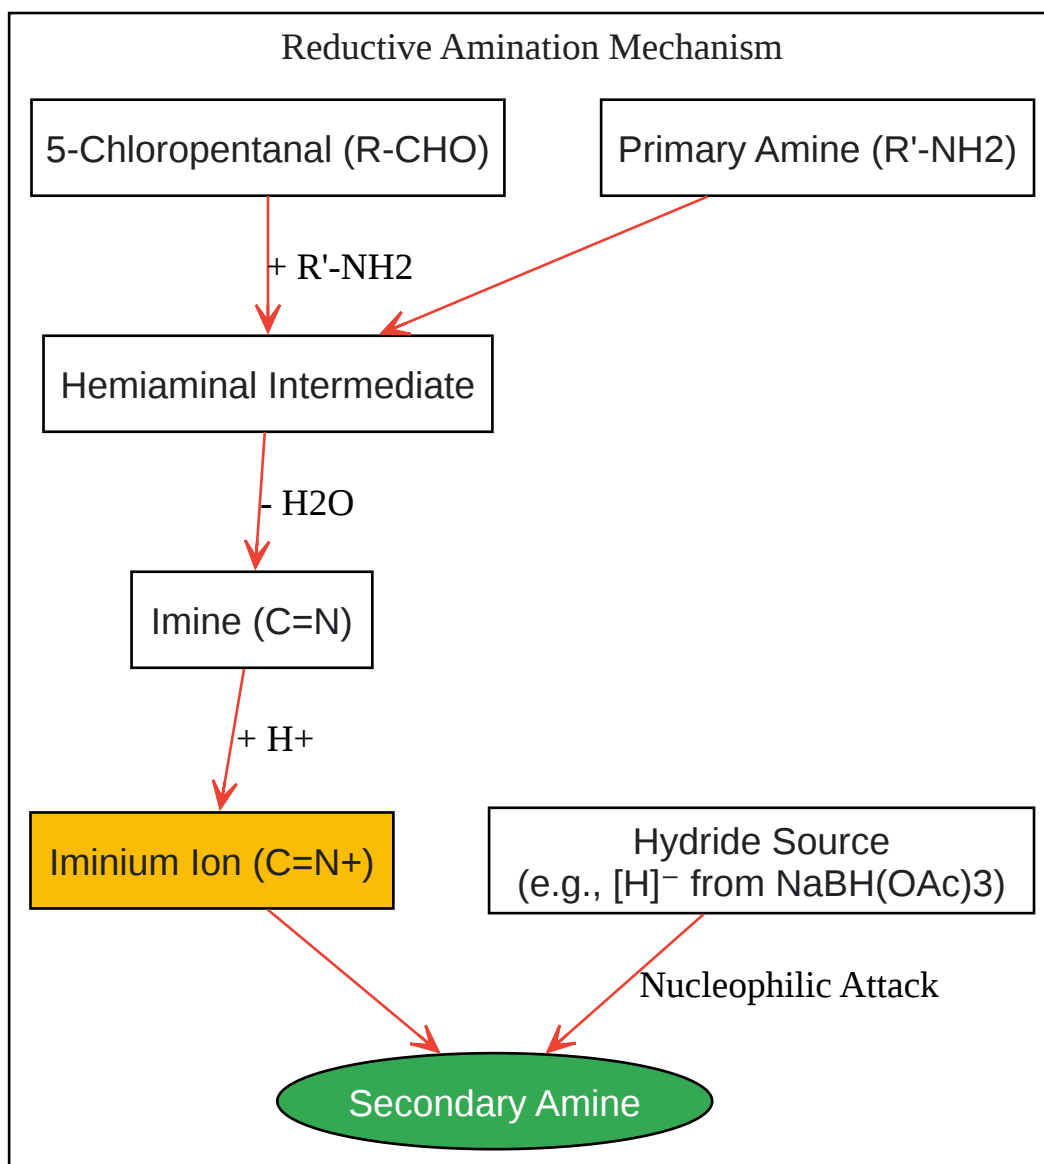 Reductive Amination Mechanism
5-Chloropentanal (R-CHO)
Primary Amine (R'-NH2)
+ R'-NH2
Hemiaminal Intermediate
- H2O
Imine (C=N)
+ H+
Iminium Ion (C=N+)
Hydride Source
(e.g., [H]⁻ from NaBH(OAc)3)
Nucleophilic Attack
Secondary Amine